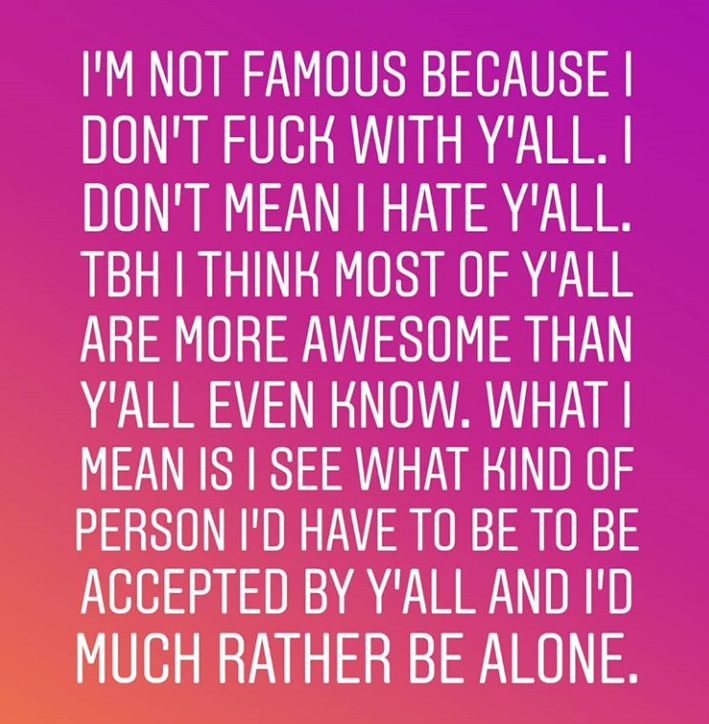 I'M NOT FAMOUS BECAUSE I
DON'T FUCK WITH Y'ALL. I
DON'T MEAN I HATE Y'ALL.
TBH I THINK MOST OF Y'ALL
ARE MORE AWESOME THAN
Y'ALL EVEN KNOW. WHAT I
MEAN IS I SEE WHAT KIND OF
PERSON I'D HAVE TO BE TO BE
ACCEPTED BY Y'ALL AND I'D
MUCH RATHER BE ALONE.